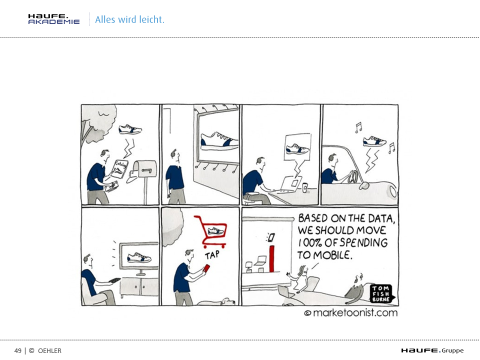 HAUFE.
AKADEMIE
Alles wird leicht.
TAP
BASED ON THE DATA,
WE SHOULD MOVE
100% OF SPENDING
TO MOBILE.
TOM
FISH
BURNE
© marketoonist.com
49 | © OEHLER
HAUFE.Gruppe